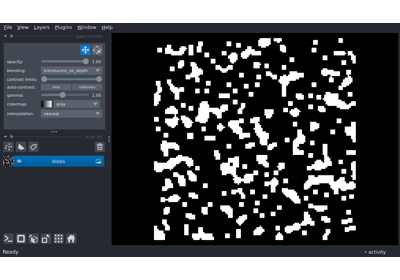 File View Layers Plugins Window Help
opacity: 1.00
blending: translucent_no_depth
contrast limits:
auto-contrast: once continuous
gamma: 1.00
colormap: gray
interpolation: nearest
blobs
Ready activity